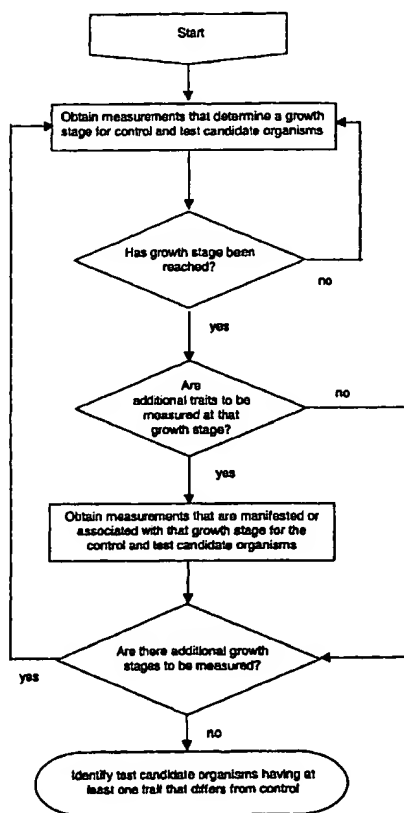 Start
Obtain measurements that determine a growth
stage for control and test candidate organisms
Has growth stage been
reached?
no
yes
Are
additional traits to be
measured at that
growth stage?
no
yes
Obtain measurements that are manifested or
associated with that growth stage for the
control and test candidate organisms
Are there additional growth
stages to be measured?
yes
no
Identify test candidate organisms having at
least one trait that differs from control